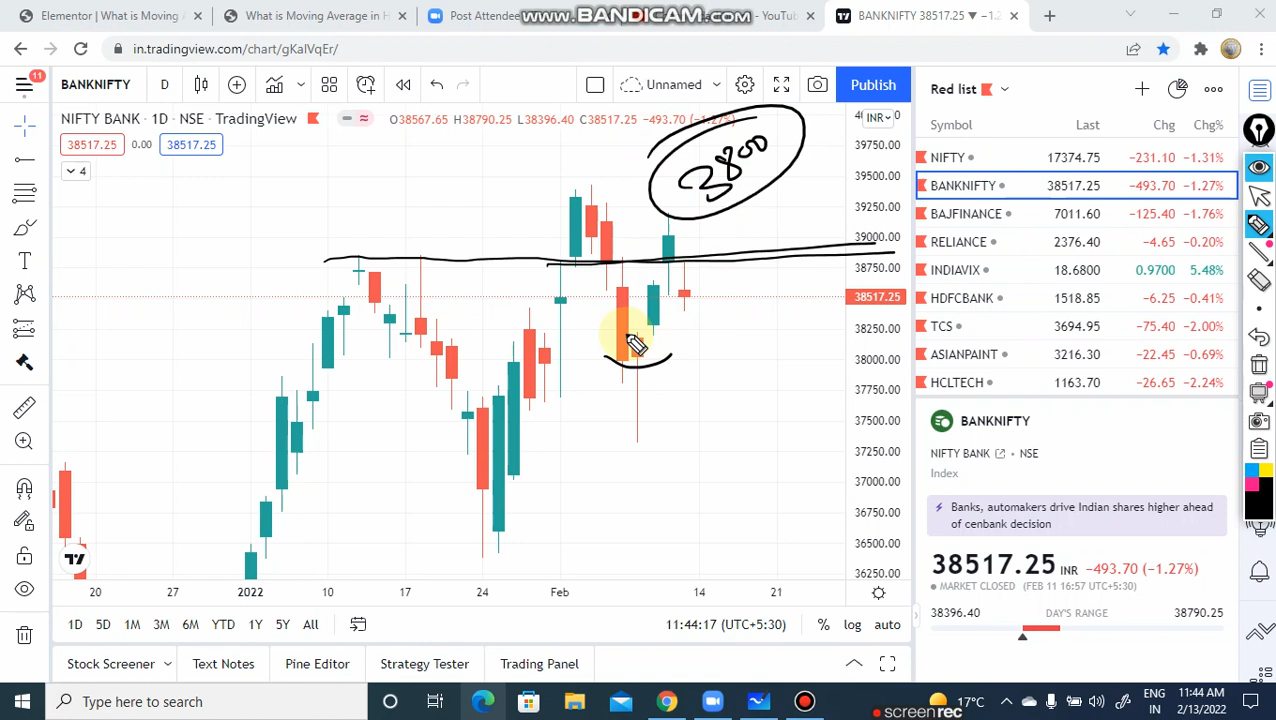 Elementor | What is Moving A
What is Moving Average in H
Post Attendee
- YouTub
BANKNIFTY 38517.25 ▼ −1.2
www.BANDICAM.com
in.tradingview.com/chart/gKalVqEr/
11
BANKNIFTY
D
Unnamed
Publish
Red list
NIFTY BANK · 1D · NSE · TradingView
O38567.65 H38790.25 L38396.40 C38517.25 −493.70 (−1.27%)
INR
38517.25
0.00
38517.25
4
3800
39750.00
39500.00
39250.00
39000.00
38750.00
38517.25
38250.00
38000.00
37750.00
37500.00
37250.00
37000.00
36750.00
36500.00
36250.00
20
27
2022
10
17
24
Feb
7
14
21
1D
5D
1M
3M
6M
YTD
1Y
5Y
All
11:44:17 (UTC+5:30)
%
log
auto
Stock Screener
Text Notes
Pine Editor
Strategy Tester
Trading Panel
Symbol Last Chg Chg%
NIFTY 17374.75 −231.10 −1.31%
BANKNIFTY 38517.25 −493.70 −1.27%
BAJFINANCE 7011.60 −125.40 −1.76%
RELIANCE 2376.40 −4.65 −0.20%
INDIAVIX 18.6800 0.9700 5.48%
HDFCBANK 1518.85 −6.25 −0.41%
TCS 3694.95 −75.40 −2.00%
ASIANPAINT 3216.30 −22.45 −0.69%
HCLTECH 1163.70 −26.65 −2.24%
BANKNIFTY
NIFTY BANK · NSE
Index
Banks, automakers drive Indian shares higher ahead
of cenbank decision
38517.25 INR −493.70 (−1.27%)
MARKET CLOSED (FEB 11 16:57 UTC+5:30)
38396.40 DAY'S RANGE 38790.25
Type here to search
17°C
ENG
IN
11:44 AM
2/13/2022
screenrec